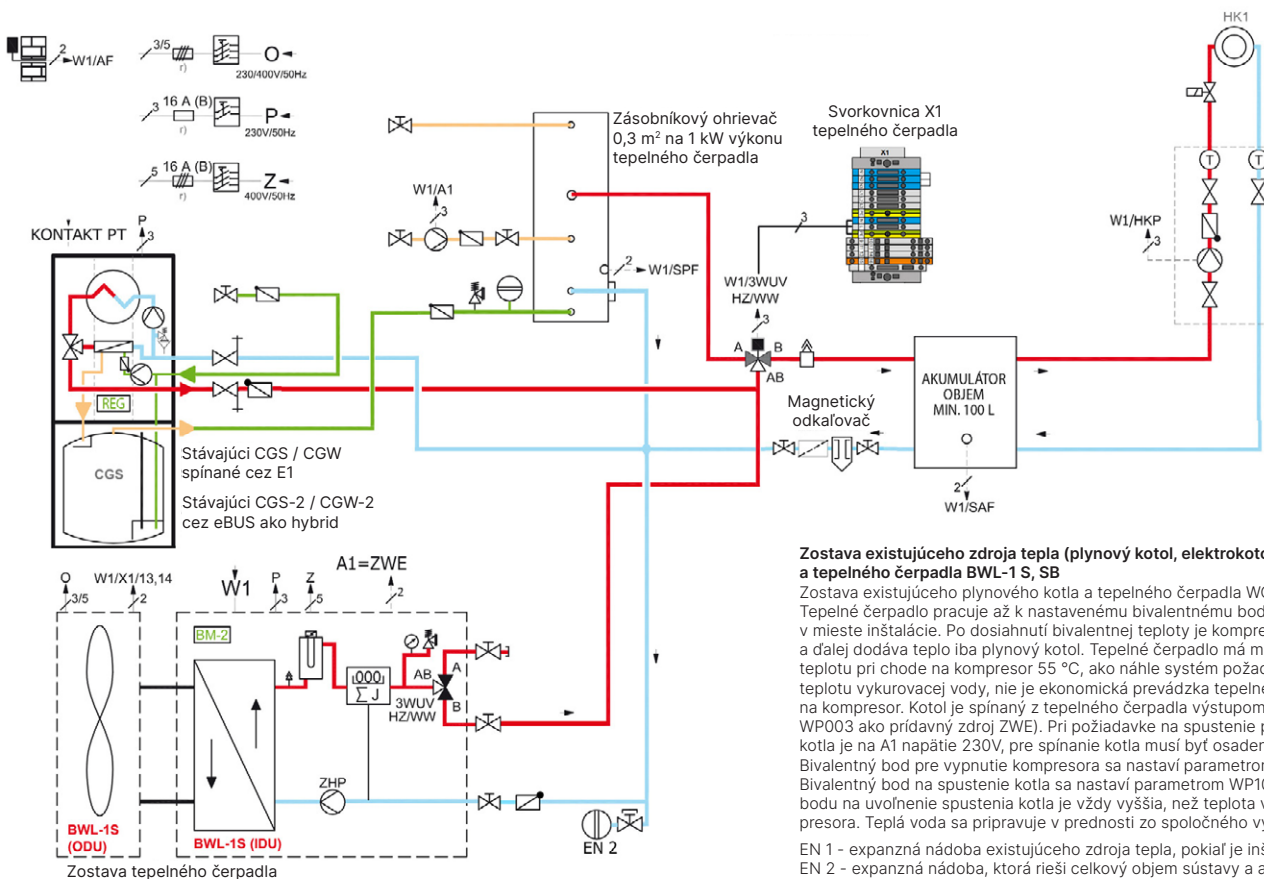 HK1
2
W1/AF
3/5
r)
O
230/400V/50Hz
3
16 A (B)
r)
P
230V/50Hz
5
16 A (B)
r)
Z
400V/50Hz
Zásobníkový ohrievač
0,3 m² na 1 kW výkonu
tepelného čerpadla
Svorkovnica X1
tepelného čerpadla
X1
W1/A1
3
KONTAKT PT
P
3
2
W1/SPF
3
W1/3WUV
HZ/WW
3
A
B
AB
T
T
W1/HKP
3
REG
CGS
Stávajúci CGS / CGW
spínané cez E1
Stávajúci CGS-2 / CGW-2
cez eBUS ako hybrid
Magnetický
odkaľovač
AKUMULÁTOR
OBJEM
MIN. 100 L
2
W1/SAF
O
3/5
W1/X1/13,14
2
W1
P
3
Z
5
A1=ZWE
2
BM-2
000
Σ J
AB
A
B
3WUV
HZ/WW
ZHP
EN 2
BWL-1S
(ODU)
BWL-1S (IDU)
Zostava tepelného čerpadla
Zostava existujúceho zdroja tepla (plynový kotol, elektrokoto
a tepelného čerpadla BWL-1 S, SB
Zostava existujúceho plynového kotla a tepelného čerpadla WO
Tepelné čerpadlo pracuje až k nastavenému bivalentnému bod
v mieste inštalácie. Po dosiahnutí bivalentnej teploty je kompre
a ďalej dodáva teplo iba plynový kotol. Tepelné čerpadlo má m
teplotu pri chode na kompresor 55 °C, ako náhle systém požad
teplotu vykurovacej vody, nie je ekonomická prevádzka tepelné
na kompresor. Kotol je spínaný z tepelného čerpadla výstupom
WP003 ako prídavný zdroj ZWE). Pri požiadavke na spustenie p
kotla je na A1 napätie 230V, pre spínanie kotla musí byť osaden
Bivalentný bod pre vypnutie kompresora sa nastaví parametron
Bivalentný bod na spustenie kotla sa nastaví parametrom WP10
bodu na uvoľnenie spustenia kotla je vždy vyššia, než teplota v
presora. Teplá voda sa pripravuje v prednosti zo spoločného vý
EN 1 - expanzná nádoba existujúceho zdroja tepla, pokiaľ je inš
EN 2 - expanzná nádoba, ktorá rieši celkový objem sústavy a a